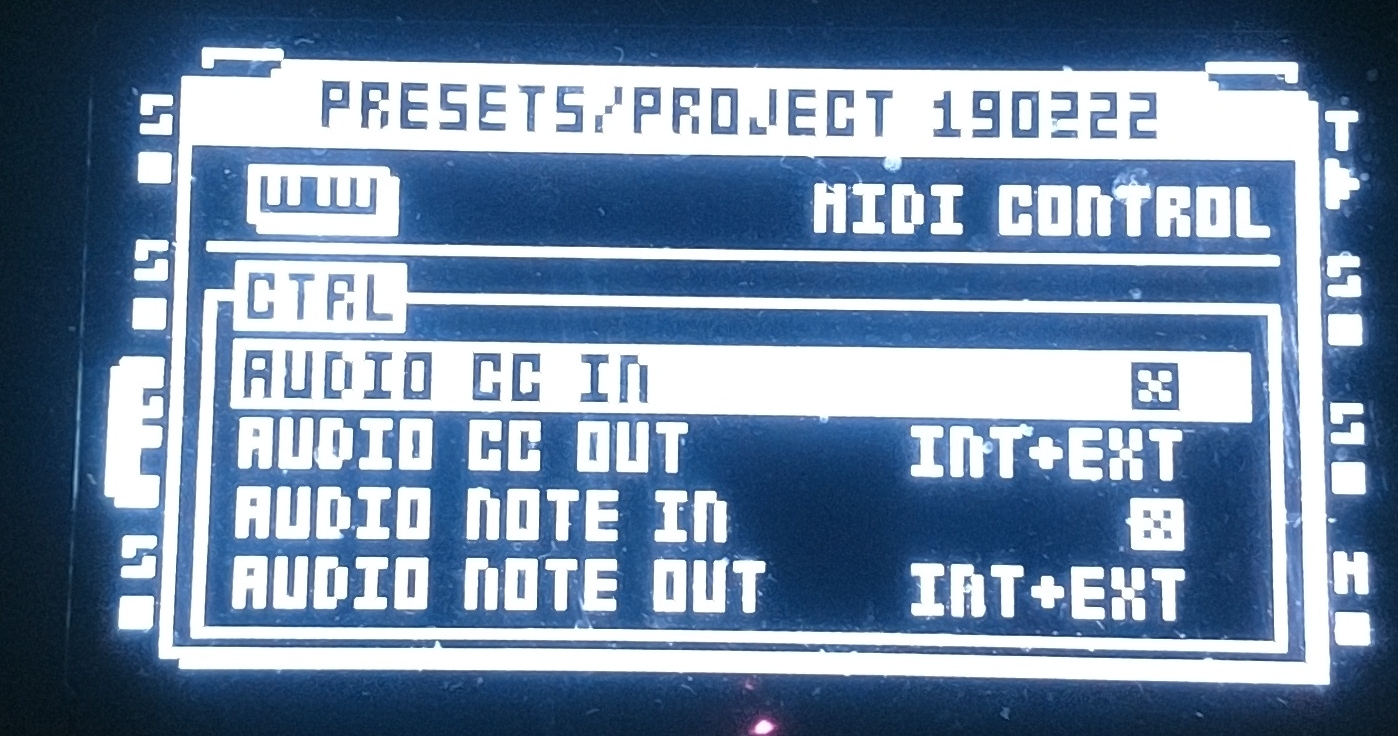 PRESETS/PROJECT 190222
MIDI CONTROL
CTRL
AUDIO CC IN
AUDIO CC OUT INT+EXT
AUDIO NOTE IN
AUDIO NOTE OUT INT+EXT